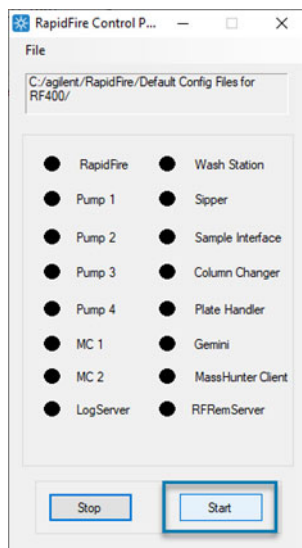 RapidFire Control P...
File
C:/agilent/RapidFire/Default Config Files for
RF400/
RapidFire
Wash Station
Pump 1
Sipper
Pump 2
Sample Interface
Pump 3
Column Changer
Pump 4
Plate Handler
MC 1
Gemini
MC 2
MassHunter Client
LogServer
RFRemServer
Stop
Start